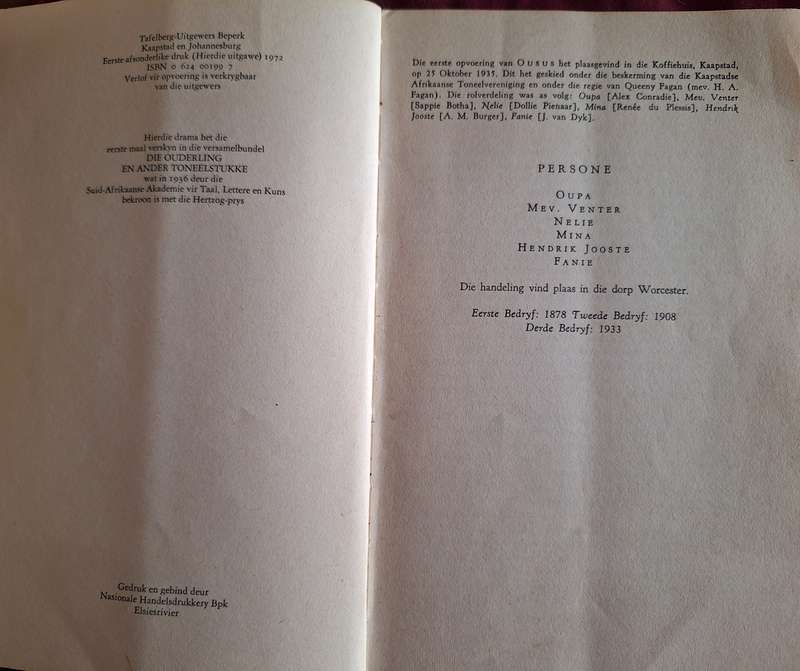 Tafelberg-Uitgewers Beperk
Kaapstad en Johannesburg
Eerste afsonderlike druk (Hierdie uitgawe) 1972
ISBN 0 624 00199 7
Verlof vir opvoering is verkrygbaar
van die uitgewers
Hierdie drama het die
eerste maal verskyn in die versamelbundel
DIE OUDERLING
EN ANDER TONEELSTUKKE
wat in 1936 deur die
Suid-Afrikaanse Akademie vir Taal, Lettere en Kuns
bekroon is met die Hertzog-prys
Gedruk en gebind deur
Nasionale Handelsdrukkery Bpk
Elsiesrivier
Die eerste opvoering van OUSUS het plaasgevind in die Koffiehuis, Kaapstad,
op 25 Oktober 1935. Dit het geskied onder die beskerming van die Kaapstadse
Afrikaanse Toneelvereniging en onder die regie van Queeny Fagan (mev. H. A.
Fagan). Die rolverdeling was as volg: Oupa [Alex Conradie], Mev. Venter
[Sappie Botha], Nelie [Dollie Pienaar], Mina [Renée du Plessis], Hendrik
Jooste [A. M. Burger], Fanie [J. van Dyk].
PERSONE
OUPA
MEV. VENTER
NELIE
MINA
HENDRIK JOOSTE
FANIE
Die handeling vind plaas in die dorp Worcester.
Eerste Bedryf: 1878 Tweede Bedryf: 1908
Derde Bedryf: 1933